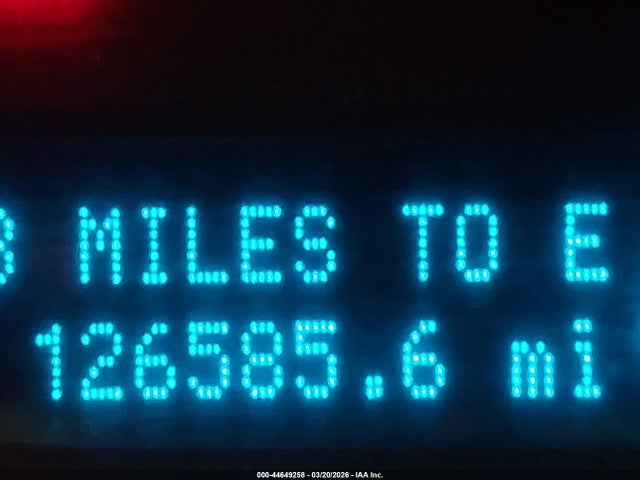 MILES TO E
126585.6 mi
000-44649258 - 03/20/2026 - IAA Inc.